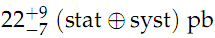 22^{+9}_{−7} (stat ⊕ syst) pb